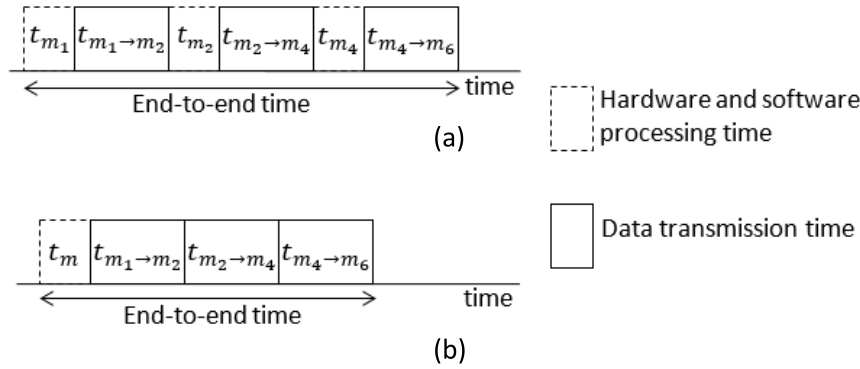 t_{m_1} t_{m_1→m_2} t_{m_2} t_{m_2→m_4} t_{m_4} t_{m_4→m_6}
time
End-to-end time
(a)
Hardware and software
processing time
t_m t_{m_1→m_2} t_{m_2→m_4} t_{m_4→m_6}
Data transmission time
time
End-to-end time
(b)